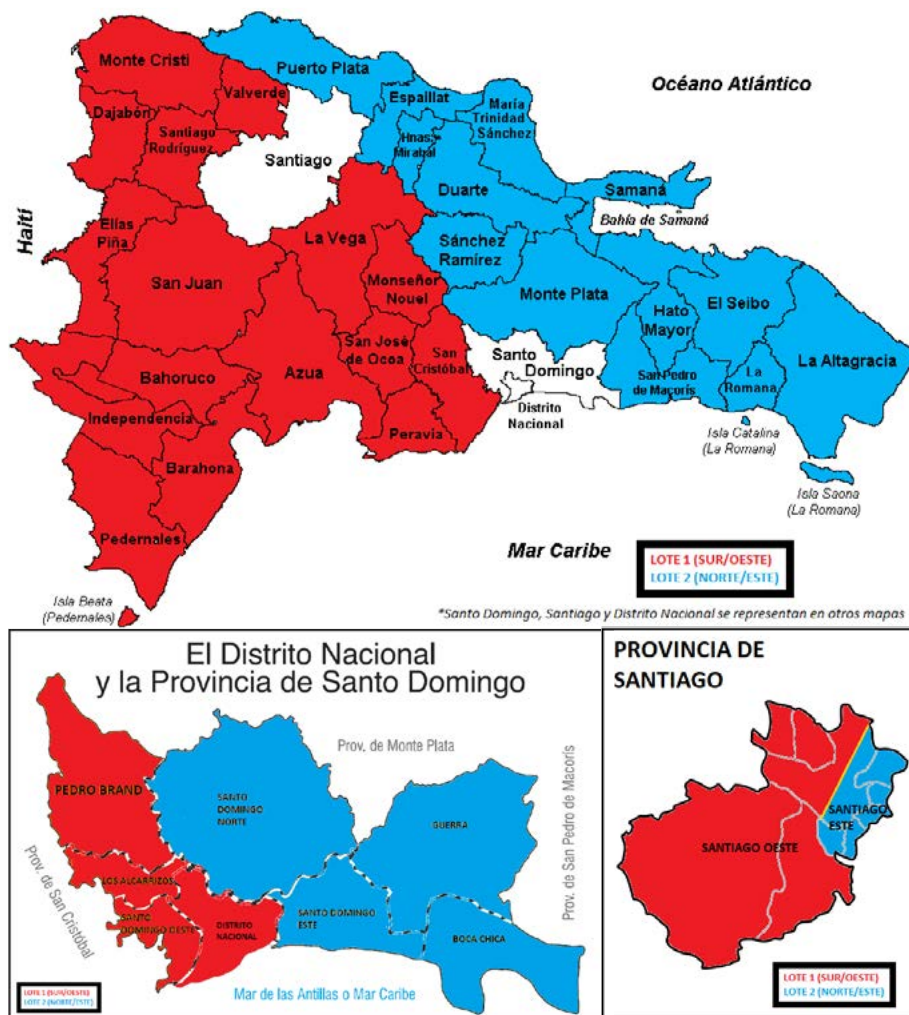 Monte Cristi
Puerto Plata
Océano Atlántico
Valverde
Espaillat
María
Trinidad
Sánchez
Dajabón
Santiago
Rodríguez
Hnas.
Mirabal
Santiago
Duarte
Samaná
Bahía de Samaná
Haití
Elías
Piña
La Vega
Sánchez
Ramírez
San Juan
Monseñor
Nouel
Monte Plata
Hato
Mayor
El Seibo
San José
de Ocoa
San
Cristóbal
Santo
Domingo
La Altagracia
Azua
Bahoruco
San Pedro
de Macorís
La
Romana
Distrito
Nacional
Independencia
Peravia
Isla Catalina
(La Romana)
Barahona
Isla Saona
(La Romana)
Pedernales
Mar Caribe
LOTE 1 (SUR/OESTE)
LOTE 2 (NORTE/ESTE)
Isla Beata
(Pedernales)
*Santo Domingo, Santiago y Distrito Nacional se representan en otros mapas
El Distrito Nacional
y la Provincia de Santo Domingo
Prov. de Monte Plata
PEDRO BRAND
SANTO
DOMINGO
NORTE
GUERRA
Prov. de San Pedro de Macorís
Prov. de San Cristóbal
LOS ALCARRIZOS
SANTO
DOMINGO OESTE
DISTRITO
NACIONAL
SANTO DOMINGO
ESTE
BOCA CHICA
Mar de las Antillas o Mar Caribe
LOTE 1 (SUR/OESTE)
LOTE 2 (NORTE/ESTE)
PROVINCIA DE
SANTIAGO
SANTIAGO
ESTE
SANTIAGO OESTE
LOTE 1 (SUR/OESTE)
LOTE 2 (NORTE/ESTE)